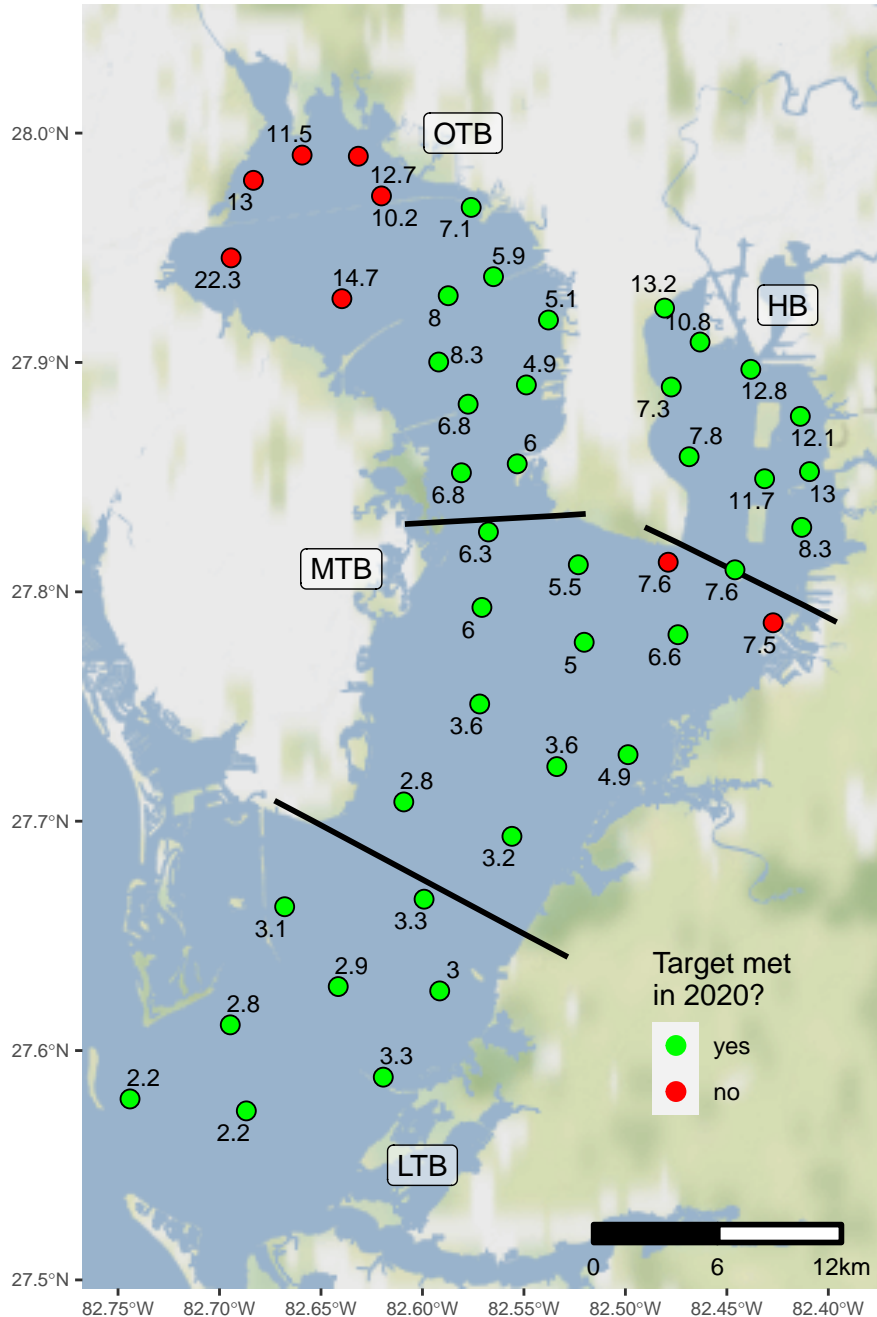 11.5
OTB
28.0°N
12.7
13
10.2
7.1
5.9
22.3
14.7
13.2
HB
8
5.1
10.8
8.3
4.9
27.9°N
12.8
7.3
6.8
7.8
12.1
6
6.8
11.7
13
6.3
8.3
MTB
5.5
7.6
7.6
27.8°N
6
5
6.6
7.5
3.6
3.6
4.9
2.8
27.7°N
3.2
3.1
3.3
2.9
3
Target met
in 2020?
2.8
yes
27.6°N
3.3
2.2
no
2.2
LTB
0 6 12km
27.5°N
82.75°W 82.70°W 82.65°W 82.60°W 82.55°W 82.50°W 82.45°W 82.40°W